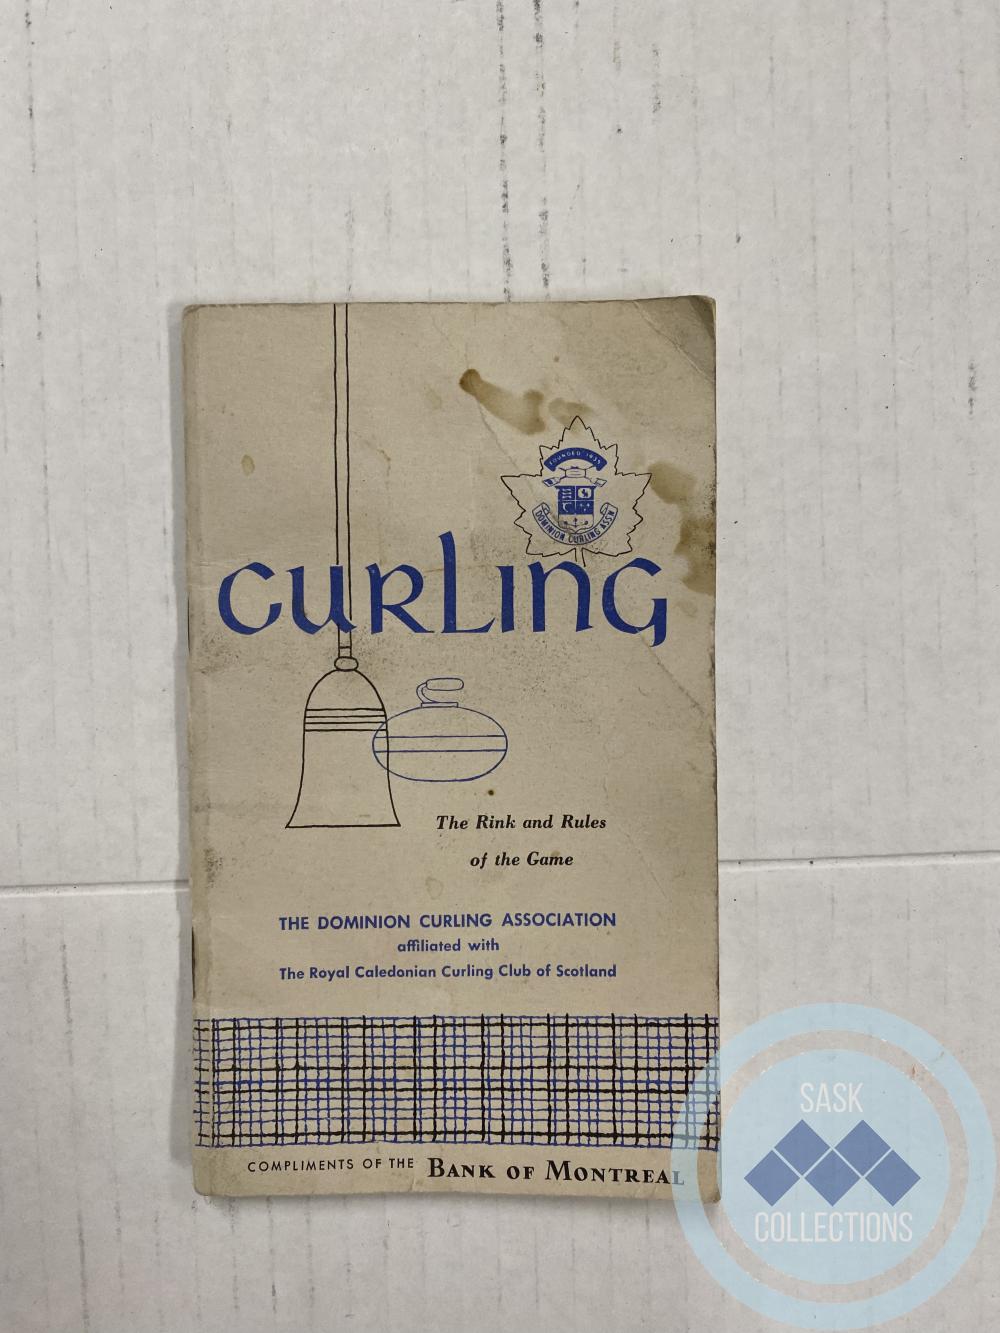 FOUNDED 1935
DOMINION CURLING ASS'N
CURLING
The Rink and Rules
of the Game
THE DOMINION CURLING ASSOCIATION
affiliated with
The Royal Caledonian Curling Club of Scotland
COMPLIMENTS OF THE BANK OF MONTREAL
SASK
COLLECTIONS